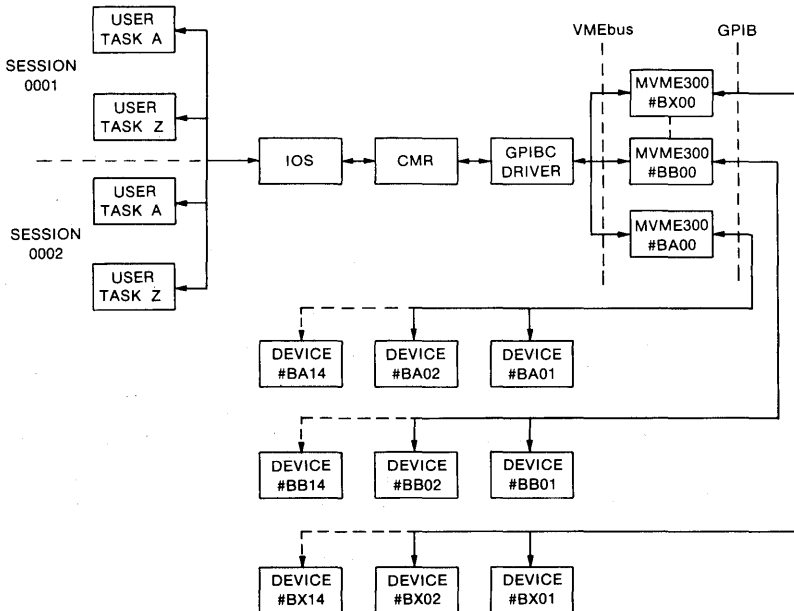 USER
TASK A
SESSION
0001
USER
TASK Z
USER
TASK A
SESSION
0002
USER
TASK Z
IOS
CMR
GPIBC
DRIVER
VMEbus
GPIB
MVME300
#BX00
MVME300
#BB00
MVME300
#BA00
DEVICE
#BA14
DEVICE
#BA02
DEVICE
#BA01
DEVICE
#BB14
DEVICE
#BB02
DEVICE
#BB01
DEVICE
#BX14
DEVICE
#BX02
DEVICE
#BX01